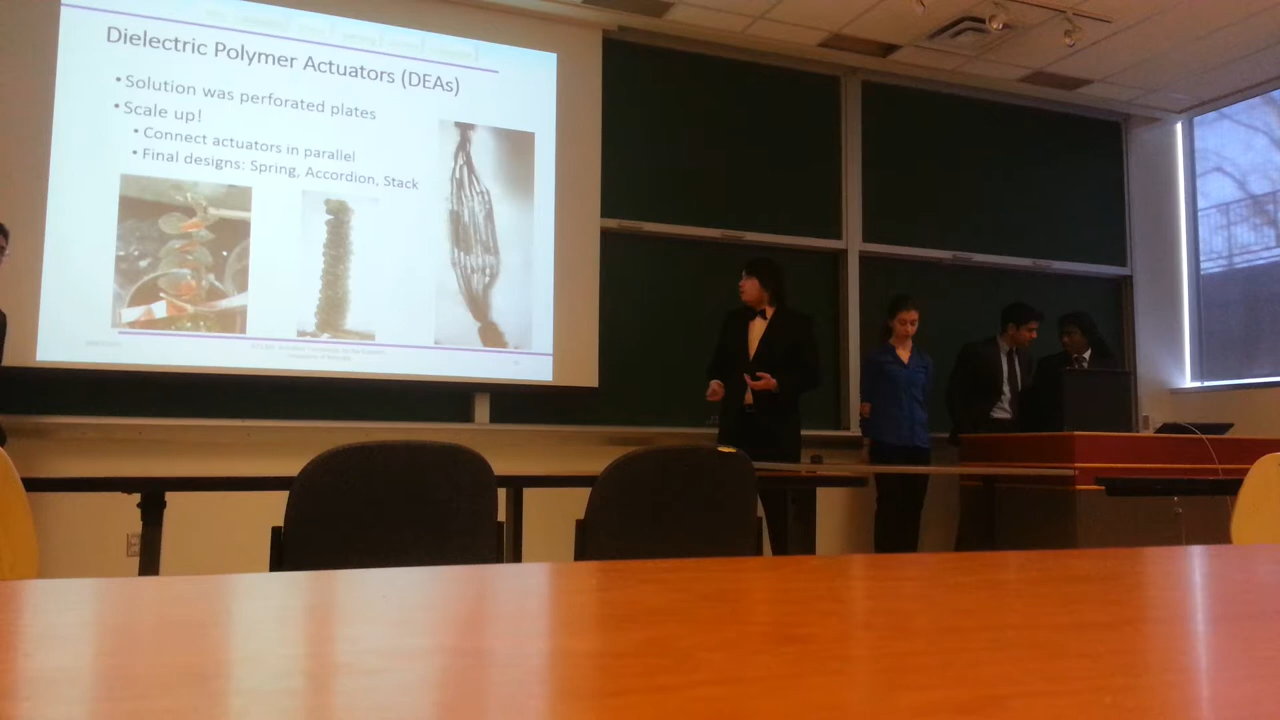 Dielectric Polymer Actuators (DEAs)
•Solution was perforated plates
•Scale up!
•Connect actuators in parallel
•Final designs: Spring, Accordion, Stack